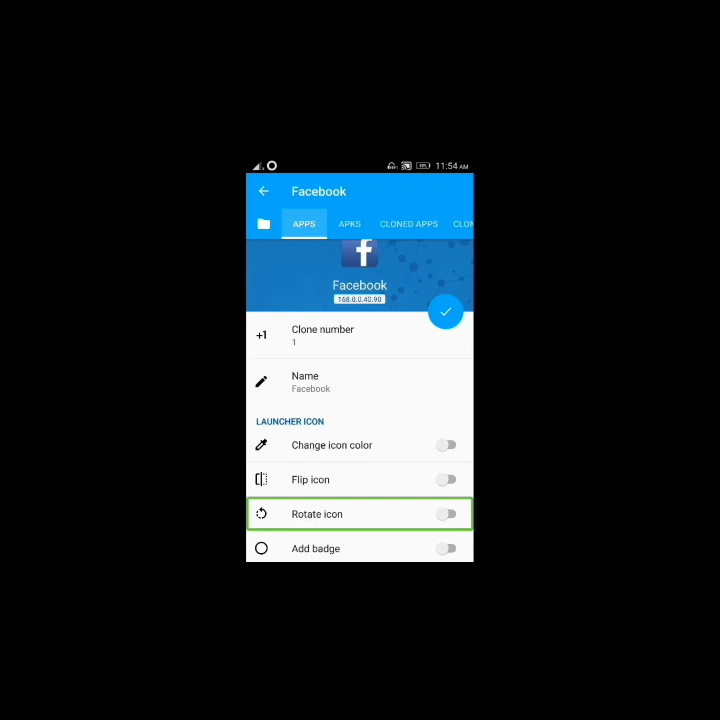 11:54 AM
Facebook
APPS APKS CLONED APPS CLON
f
Facebook
168.0.0.40.90
+1 Clone number
1
Name
Facebook
LAUNCHER ICON
Change icon color
Flip icon
Rotate icon
Add badge